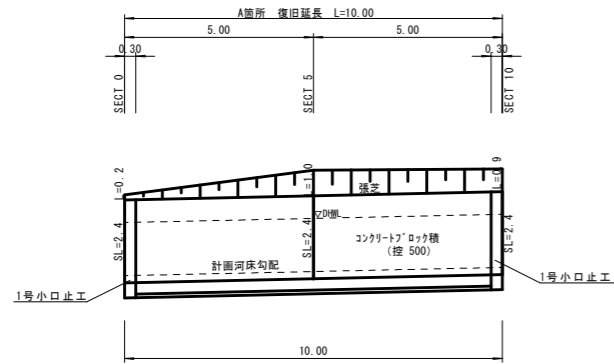 A箇所 復旧延長 L=10.00
5.00
5.00
0.30
0.30
SECT 0
SECT 5
SECT 10
L=0.2
L=1.0
L=0.9
張芝
DHWL
SL=2.4
SL=2.4
SL=2.4
コンクリートブロック積
(控 500)
計画河床勾配
1号小口止工
1号小口止工
10.00